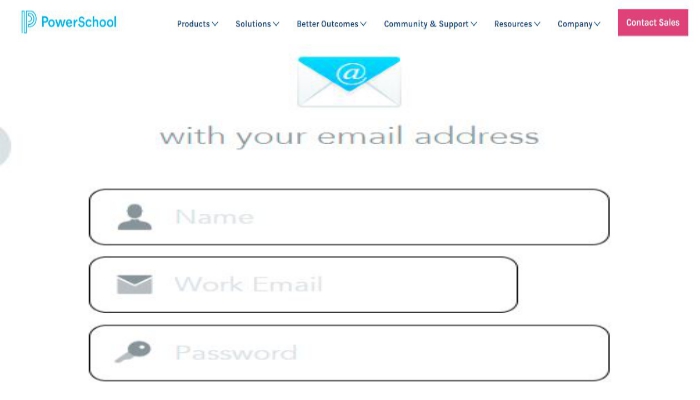 PowerSchool Products Solutions Better Outcomes Community & Support Resources Company Contact Sales
@
with your email address
Name
Work Email
Password